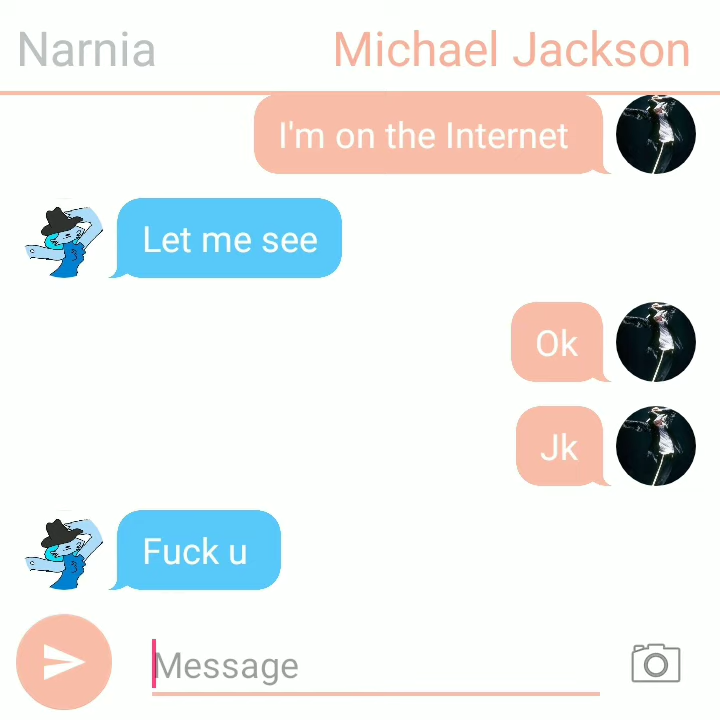 Narnia
Michael Jackson
I'm on the Internet
Let me see
Ok
Jk
Fuck u
Message